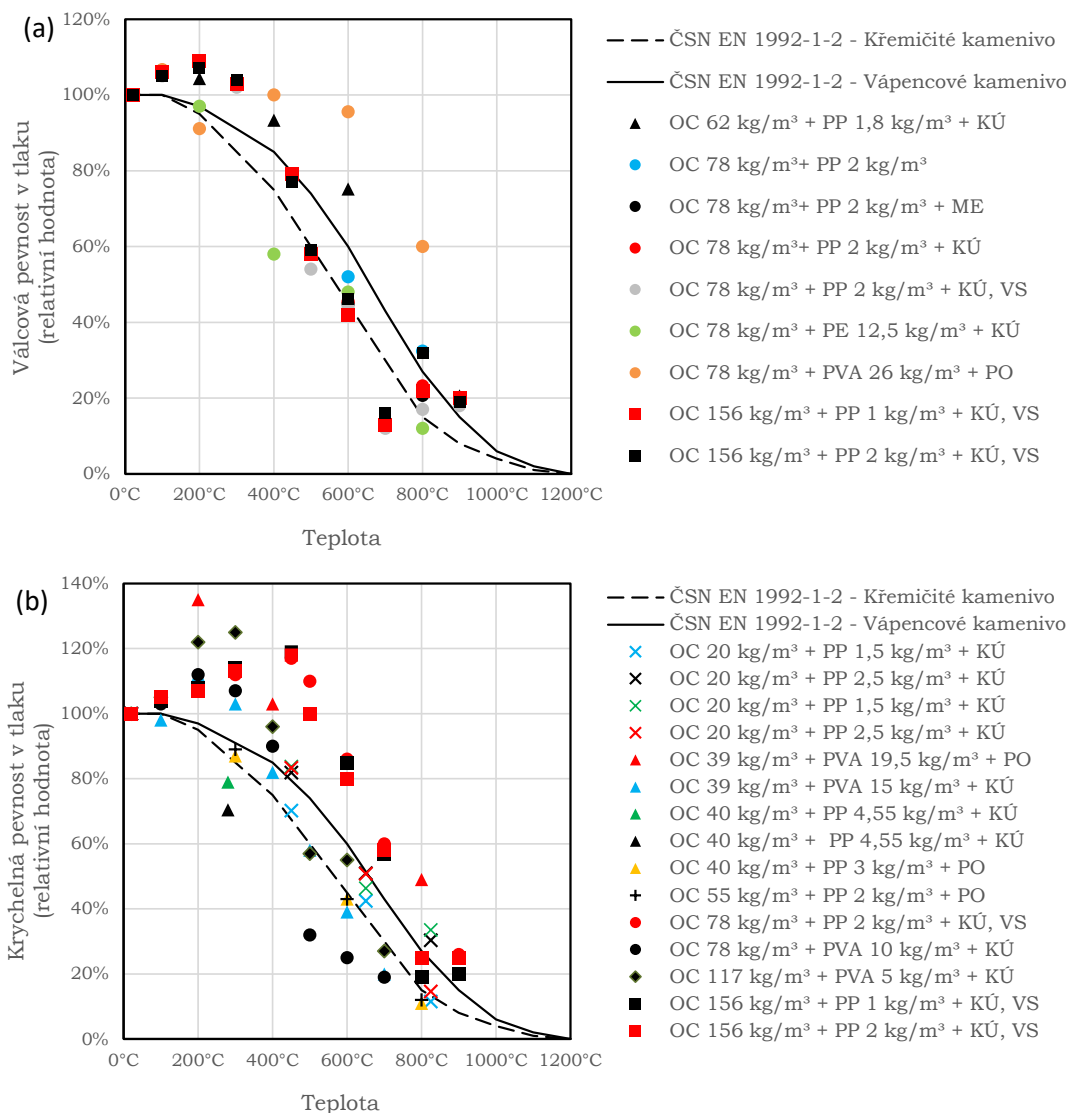 (a)
120%
100%
80%
60%
40%
20%
0%
0°C 200°C 400°C 600°C 800°C 1000°C 1200°C
Teplota
Válcová pevnost v tlaku
(relativní hodnota)
ČSN EN 1992-1-2 - Křemičité kamenivo
ČSN EN 1992-1-2 - Vápencové kamenivo
OC 62 kg/m³ + PP 1,8 kg/m³ + KÚ
OC 78 kg/m³+ PP 2 kg/m³
OC 78 kg/m³+ PP 2 kg/m³ + ME
OC 78 kg/m³+ PP 2 kg/m³ + KÚ
OC 78 kg/m³ + PP 2 kg/m³ + KÚ, VS
OC 78 kg/m³ + PE 12,5 kg/m³ + KÚ
OC 78 kg/m³ + PVA 26 kg/m³ + PO
OC 156 kg/m³ + PP 1 kg/m³ + KÚ, VS
OC 156 kg/m³ + PP 2 kg/m³ + KÚ, VS
(b)
140%
120%
100%
80%
60%
40%
20%
0%
0°C 200°C 400°C 600°C 800°C 1000°C 1200°C
Teplota
Krychelná pevnost v tlaku
(relativní hodnota)
ČSN EN 1992-1-2 - Křemičité kamenivo
ČSN EN 1992-1-2 - Vápencové kamenivo
OC 20 kg/m³ + PP 1,5 kg/m³ + KÚ
OC 20 kg/m³ + PP 2,5 kg/m³ + KÚ
OC 20 kg/m³ + PP 1,5 kg/m³ + KÚ
OC 20 kg/m³ + PP 2,5 kg/m³ + KÚ
OC 39 kg/m³ + PVA 19,5 kg/m³ + PO
OC 39 kg/m³ + PVA 15 kg/m³ + KÚ
OC 40 kg/m³ + PP 4,55 kg/m³ + KÚ
OC 40 kg/m³ + PP 4,55 kg/m³ + KÚ
OC 40 kg/m³ + PP 3 kg/m³ + PO
OC 55 kg/m³ + PP 2 kg/m³ + PO
OC 78 kg/m³ + PP 2 kg/m³ + KÚ, VS
OC 78 kg/m³ + PVA 10 kg/m³ + KÚ
OC 117 kg/m³ + PVA 5 kg/m³ + KÚ
OC 156 kg/m³ + PP 1 kg/m³ + KÚ, VS
OC 156 kg/m³ + PP 2 kg/m³ + KÚ, VS